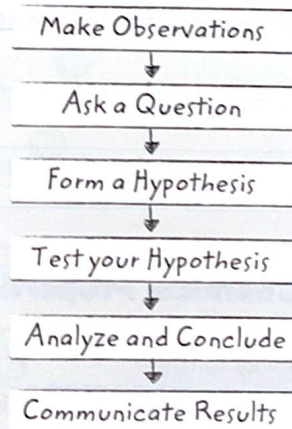 Make Observations
Ask a Question
Form a Hypothesis
Test your Hypothesis
Analyze and Conclude
Communicate Results